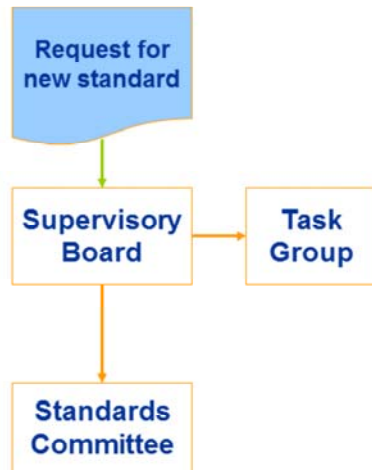 Request for
new standard
Supervisory
Board
Task
Group
Standards
Committee